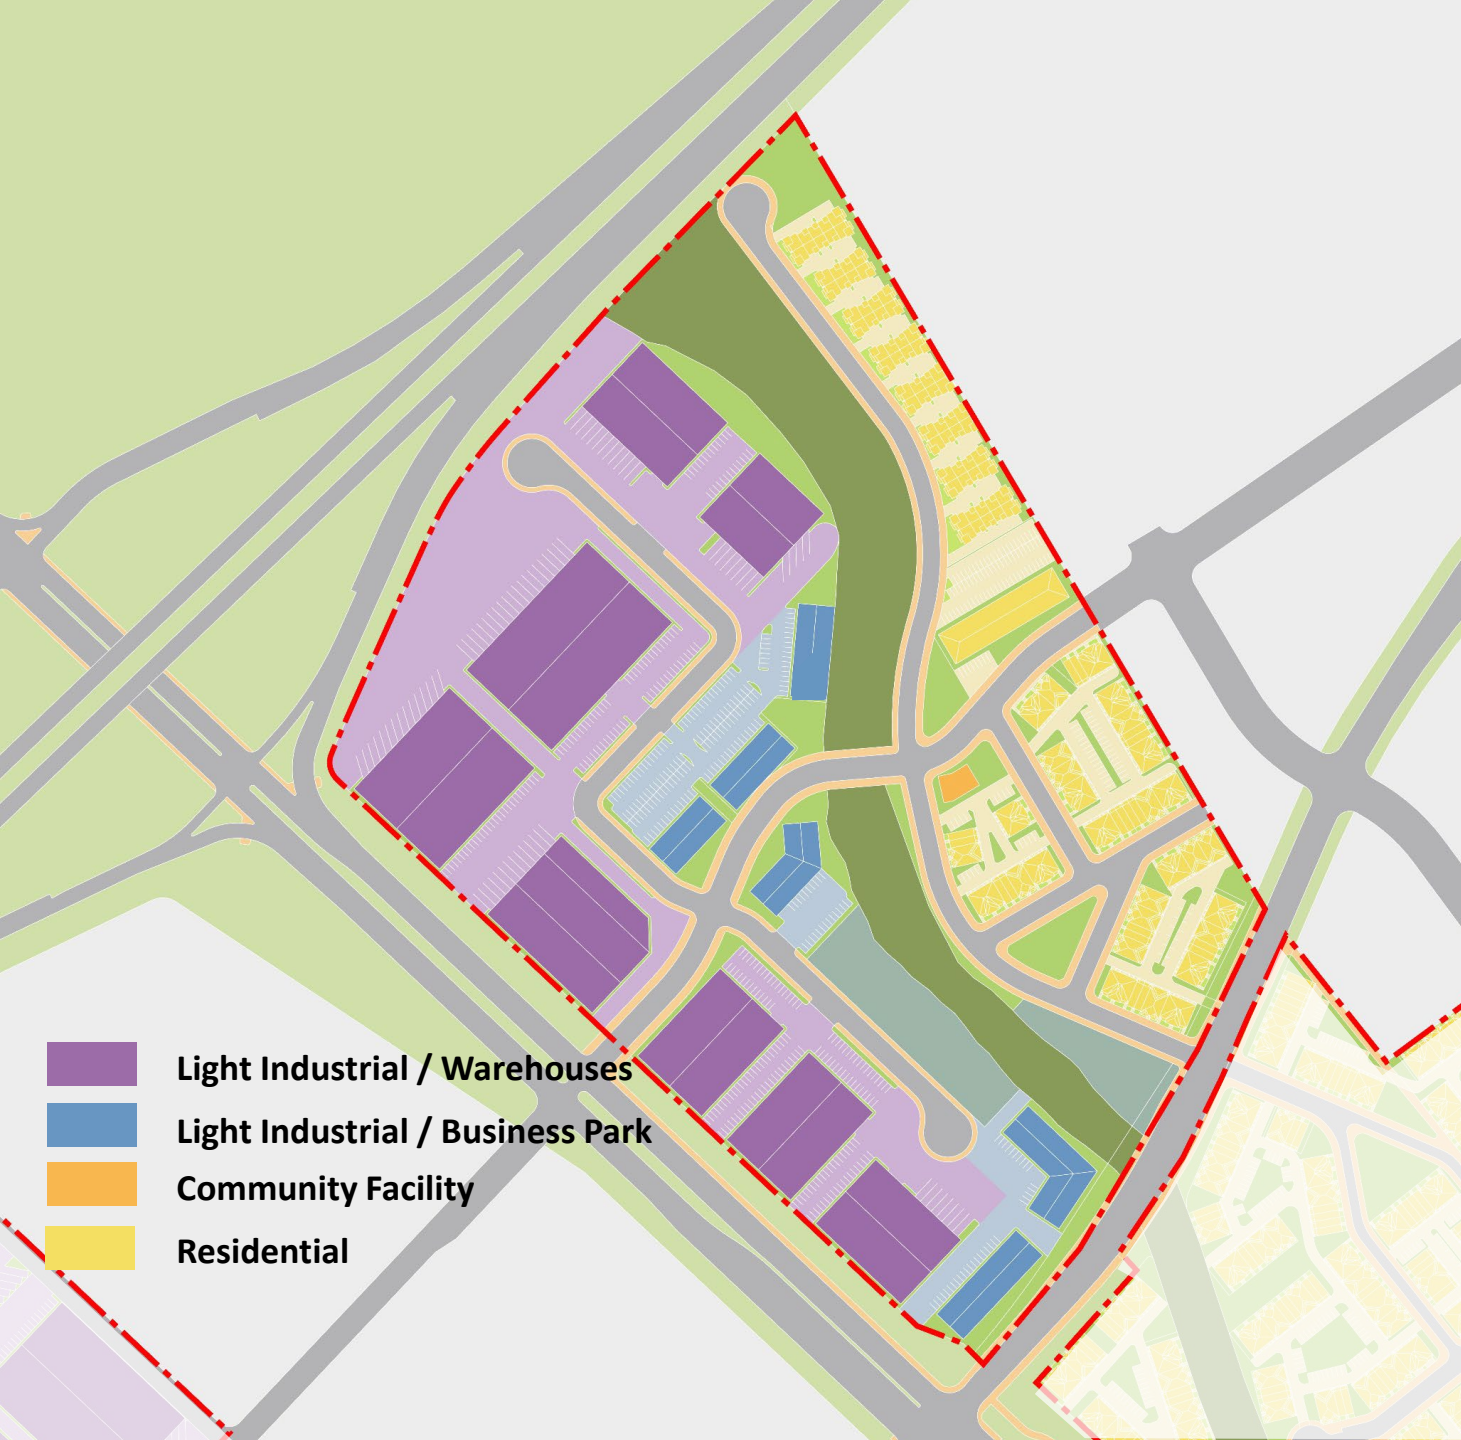 Light Industrial / Warehouses
Light Industrial / Business Park
Community Facility
Residential